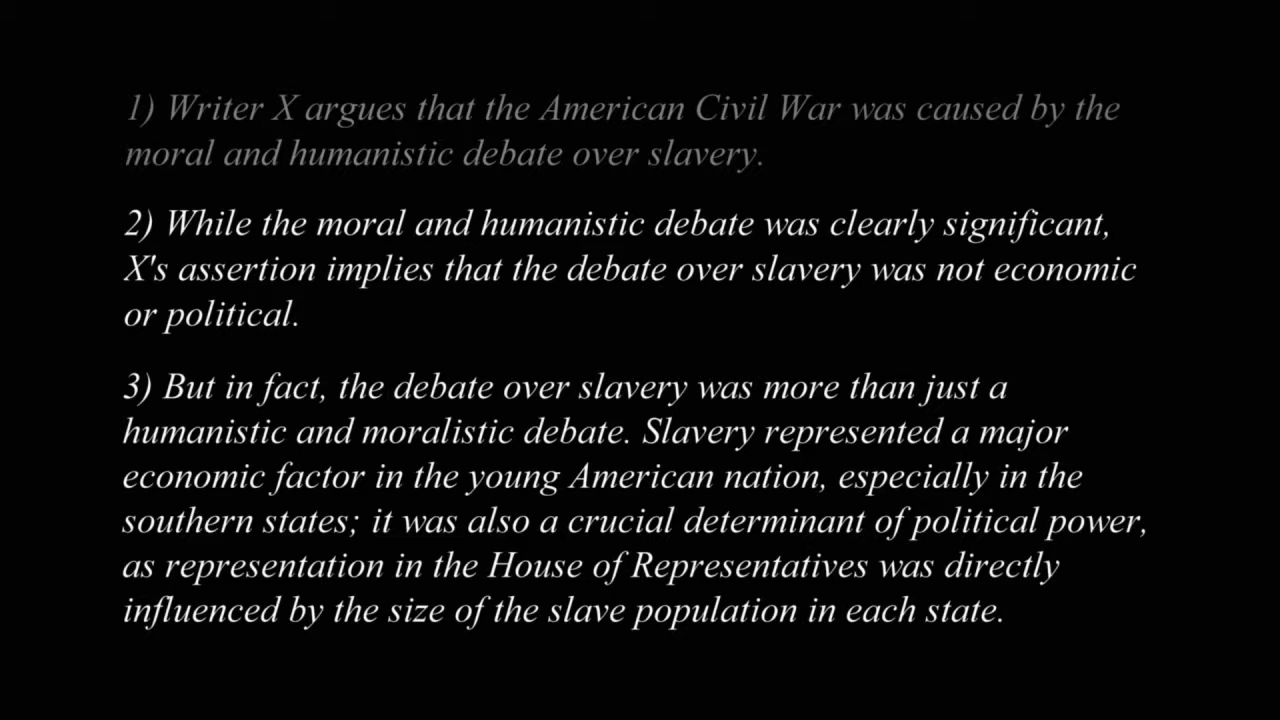 1) Writer X argues that the American Civil War was caused by the
moral and humanistic debate over slavery.
2) While the moral and humanistic debate was clearly significant,
X's assertion implies that the debate over slavery was not economic
or political.
3) But in fact, the debate over slavery was more than just a
humanistic and moralistic debate. Slavery represented a major
economic factor in the young American nation, especially in the
southern states; it was also a crucial determinant of political power,
as representation in the House of Representatives was directly
influenced by the size of the slave population in each state.